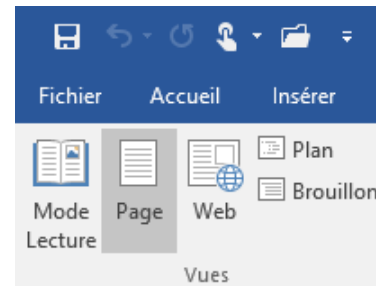 Fichier Accueil Insérer
Mode Lecture
Page
Web
Plan
Brouillon
Vues